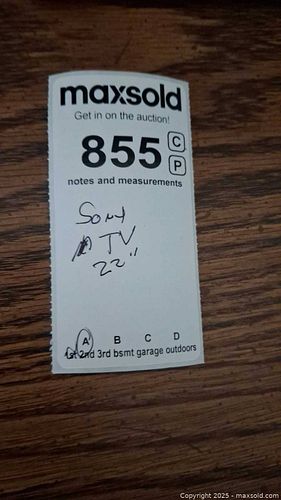 maxsold
Get in on the auction!
855 C
P
notes and measurements
Sony
TV
22"
A B C D
1st 2nd 3rd bsmt garage outdoors
Copyright 2025 - maxsold.com